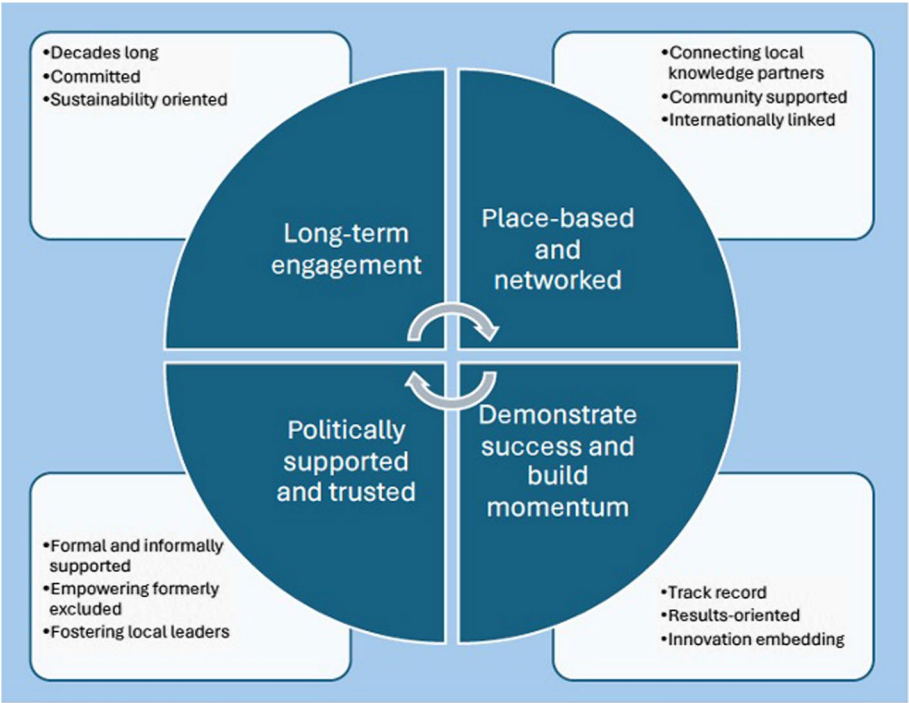 •Decades long
•Committed
•Sustainability oriented
•Connecting local
knowledge partners
•Community supported
•Internationally linked
Long-term
engagement
Place-based
and
networked
Politically
supported
and trusted
Demonstrate
success and
build
momentum
•Formal and informally
supported
•Empowering formerly
excluded
•Fostering local leaders
•Track record
•Results-oriented
•Innovation embedding